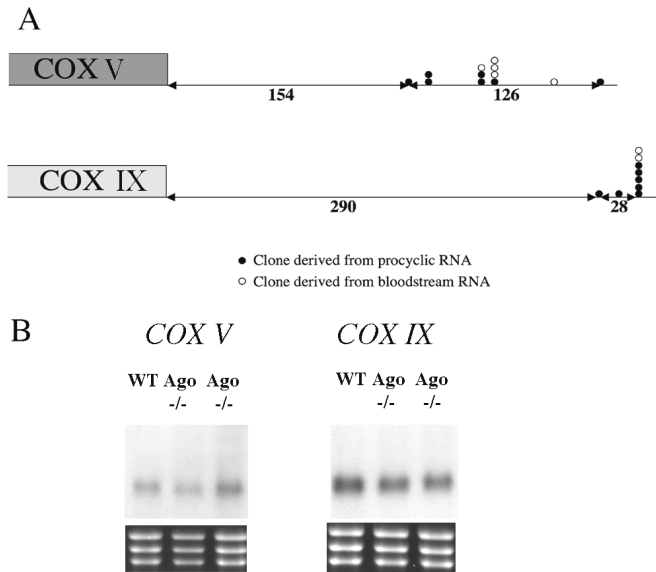 A
COX V
154
126
COX IX
290
28
Clone derived from procyclic RNA
Clone derived from bloodstream RNA
B
COX V
COX IX
WT Ago Ago
-/- -/-
WT Ago Ago
-/- -/-